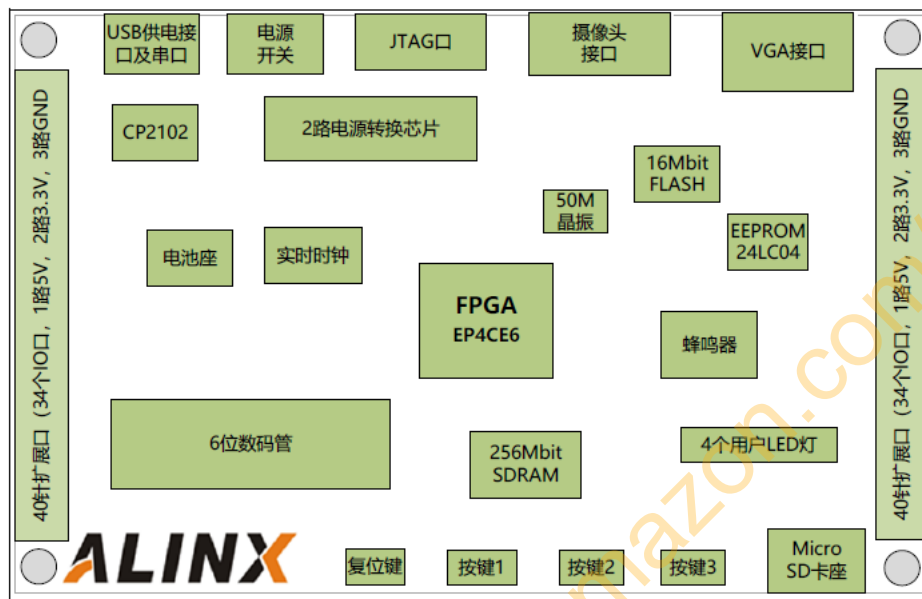 USB供电接
口及串口
电源
开关
JTAG口
摄像头
接口
VGA接口
40针扩展口（34个IO口，1路5V，2路3.3V，3路GND
CP2102
2路电源转换芯片
16Mbit
FLASH
50M
晶振
EEPROM
24LC04
电池座
实时时钟
FPGA
EP4CE6
蜂鸣器
6位数码管
256Mbit
SDRAM
4个用户LED灯
40针扩展口（34个IO口，1路5V，2路3.3V，3路GND
ALINX
复位键
按键1
按键2
按键3
Micro
SD卡座
mazon.com